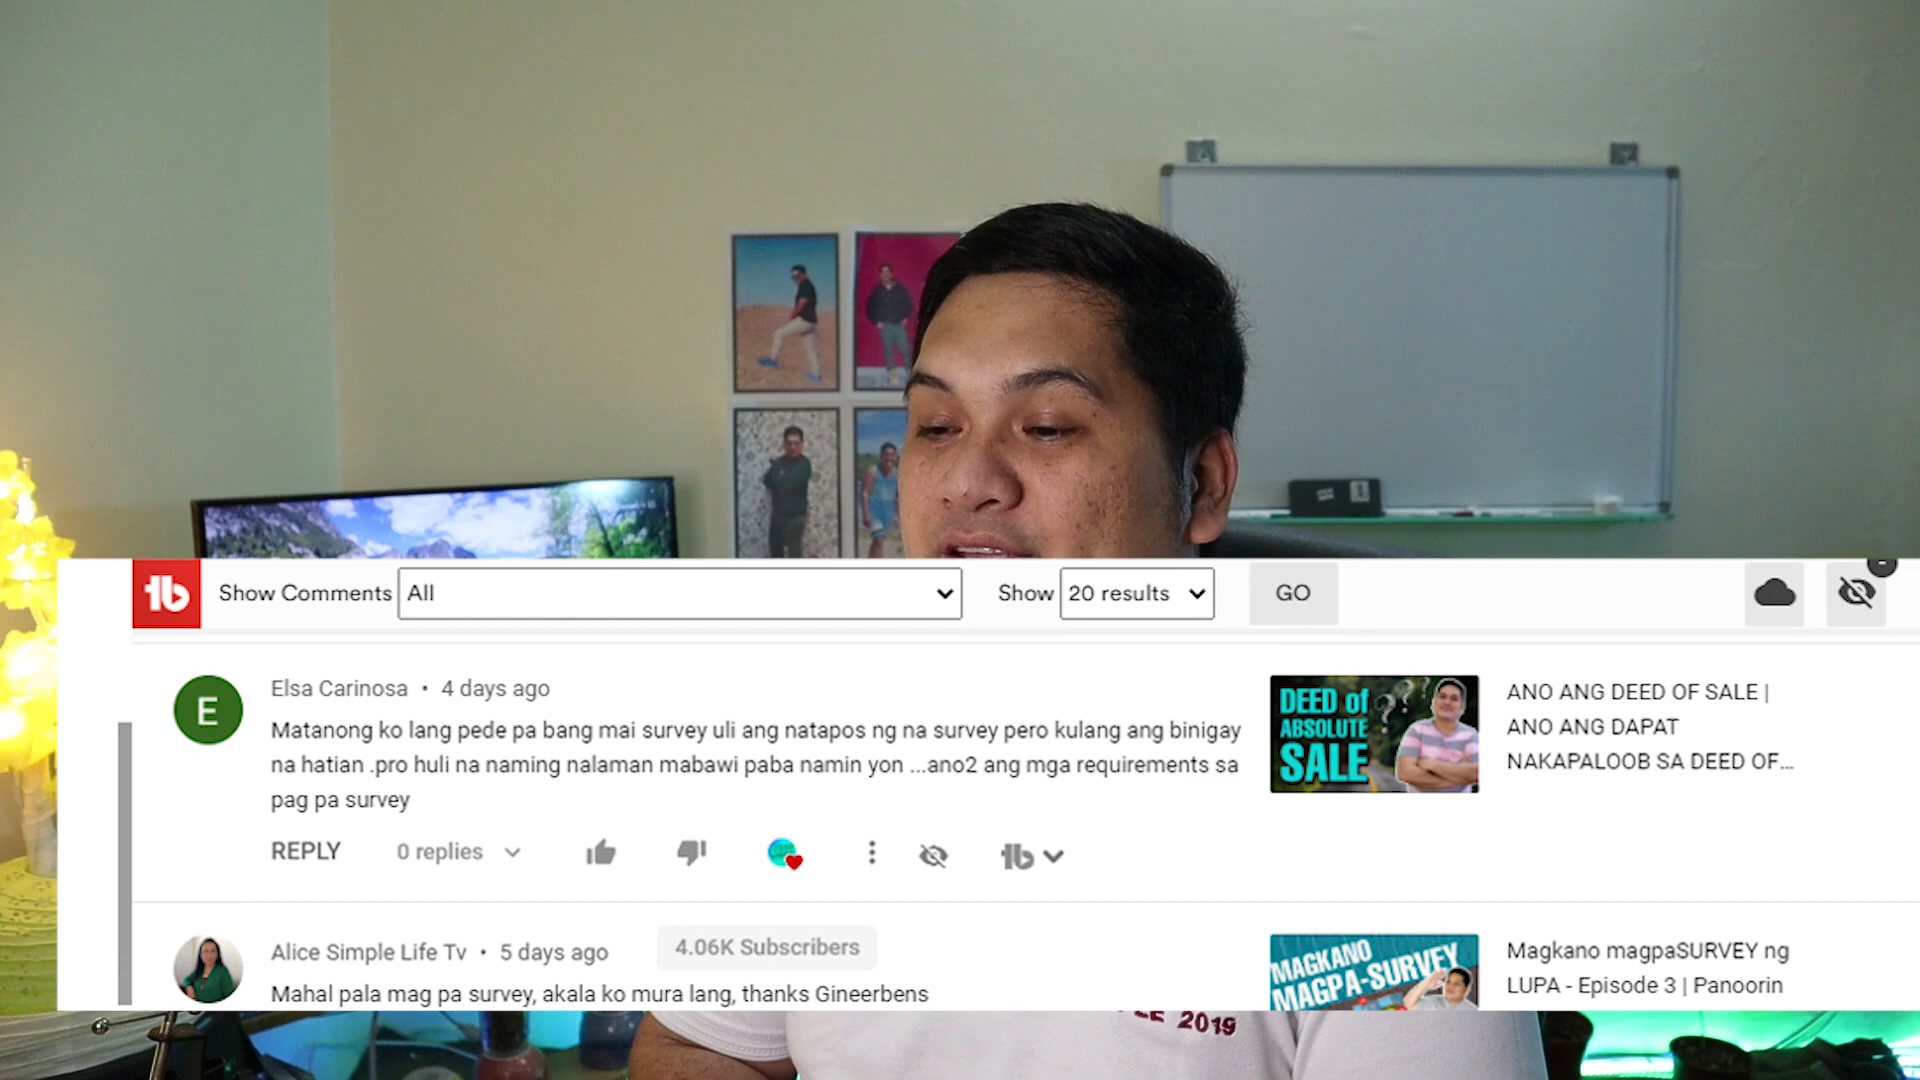 Show Comments All Show 20 results GO
Elsa Carinosa • 4 days ago
Matanong ko lang pede pa bang mai survey uli ang natapos ng na survey pero kulang ang binigay
na hatian .pro huli na naming nalaman mabawi paba namin yon ...ano2 ang mga requirements sa
pag pa survey
REPLY 0 replies
DEED of
ABSOLUTE
SALE
ANO ANG DEED OF SALE |
ANO ANG DAPAT
NAKAPALOOB SA DEED OF...
Alice Simple Life Tv • 5 days ago 4.06K Subscribers
Mahal pala mag pa survey, akala ko mura lang, thanks Gineerbens
MAGKANO
MAGPA-SURVEY
Magkano magpaSURVEY ng
LUPA - Episode 3 | Panoorin
2019